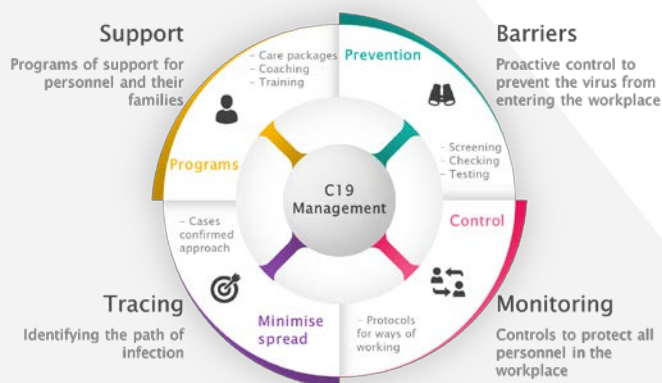 Support
Programs of support for
personnel and their
families
- Care packages
- Coaching
- Training
Programs
Prevention
Barriers
Proactive control to
prevent the virus from
entering the workplace
- Screening
- Checking
- Testing
C19
Management
- Cases
confirmed
approach
Control
Tracing
Identifying the path of
infection
Minimise
spread
- Protocols
for ways of
working
Monitoring
Controls to protect all
personnel in the
workplace